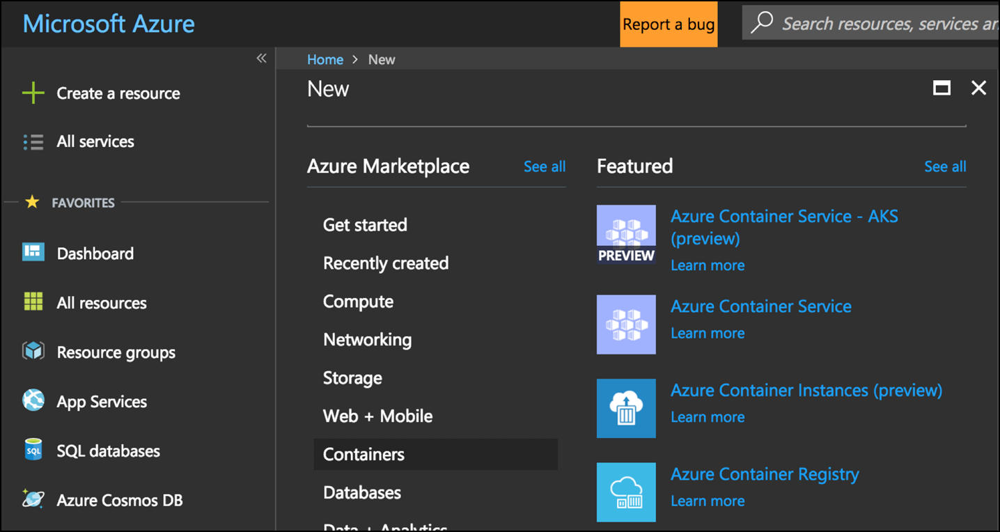 Microsoft Azure
Report a bug
Search resources, services an
Create a resource
All services
FAVORITES
Dashboard
All resources
Resource groups
App Services
SQL
SQL databases
Azure Cosmos DB
Home > New
New
Azure Marketplace
See all
Get started
Recently created
Compute
Networking
Storage
Web + Mobile
Containers
Databases
Data + Analytics
Featured
See all
PREVIEW
Azure Container Service - AKS
(preview)
Learn more
Azure Container Service
Learn more
Azure Container Instances (preview)
Learn more
Azure Container Registry
Learn more